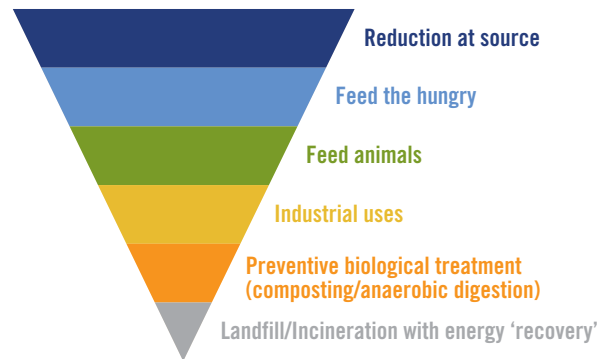 Reduction at source
Feed the hungry
Feed animals
Industrial uses
Preventive biological treatment
(composting/anaerobic digestion)
Landfill/Incineration with energy ‘recovery’